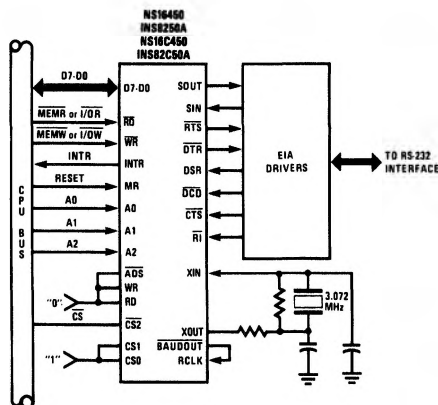 NS16450
INS8250A
NS16C450
INS82C50A
D7-D0
D7-D0
MEMR or I/OR
RD
MEMW or I/OW
WR
INTR
INTR
RESET
MR
A0
A0
A1
A1
A2
A2
CPU BUS
ADS
WR
"0"
RD
CS
CS2
"1"
CS1
CS0
SOUT
SIN
RTS
DTR
DSR
DCD
CTS
RI
XIN
XOUT
BAUDOUT
RCLK
EIA
DRIVERS
TO RS-232
INTERFACE
3.072
MHz